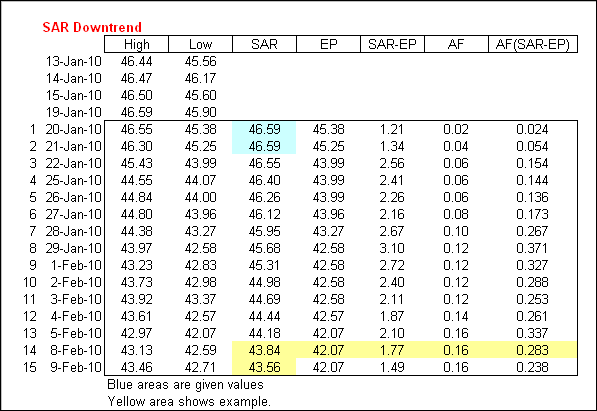 SAR Downtrend
High Low SAR EP SAR-EP AF AF(SAR-EP)
13-Jan-10 46.44 45.56
14-Jan-10 46.47 46.17
15-Jan-10 46.50 45.60
19-Jan-10 46.59 45.90
1 20-Jan-10 46.55 45.38 46.59 45.38 1.21 0.02 0.024
2 21-Jan-10 46.30 45.25 46.59 45.25 1.34 0.04 0.054
3 22-Jan-10 45.43 43.99 46.55 43.99 2.56 0.06 0.154
4 25-Jan-10 44.55 44.07 46.40 43.99 2.41 0.06 0.144
5 26-Jan-10 44.84 44.00 46.26 43.99 2.26 0.06 0.136
6 27-Jan-10 44.80 43.96 46.12 43.96 2.16 0.08 0.173
7 28-Jan-10 44.38 43.27 45.95 43.27 2.67 0.10 0.267
8 29-Jan-10 43.97 42.58 45.68 42.58 3.10 0.12 0.371
9 1-Feb-10 43.23 42.83 45.31 42.58 2.72 0.12 0.327
10 2-Feb-10 43.73 42.98 44.98 42.58 2.40 0.12 0.288
11 3-Feb-10 43.92 43.37 44.69 42.58 2.11 0.12 0.253
12 4-Feb-10 43.61 42.57 44.44 42.57 1.87 0.14 0.261
13 5-Feb-10 42.97 42.07 44.18 42.07 2.10 0.16 0.337
14 8-Feb-10 43.13 42.59 43.84 42.07 1.77 0.16 0.283
15 9-Feb-10 43.46 42.71 43.56 42.07 1.49 0.16 0.238
Blue areas are given values
Yellow area shows example.